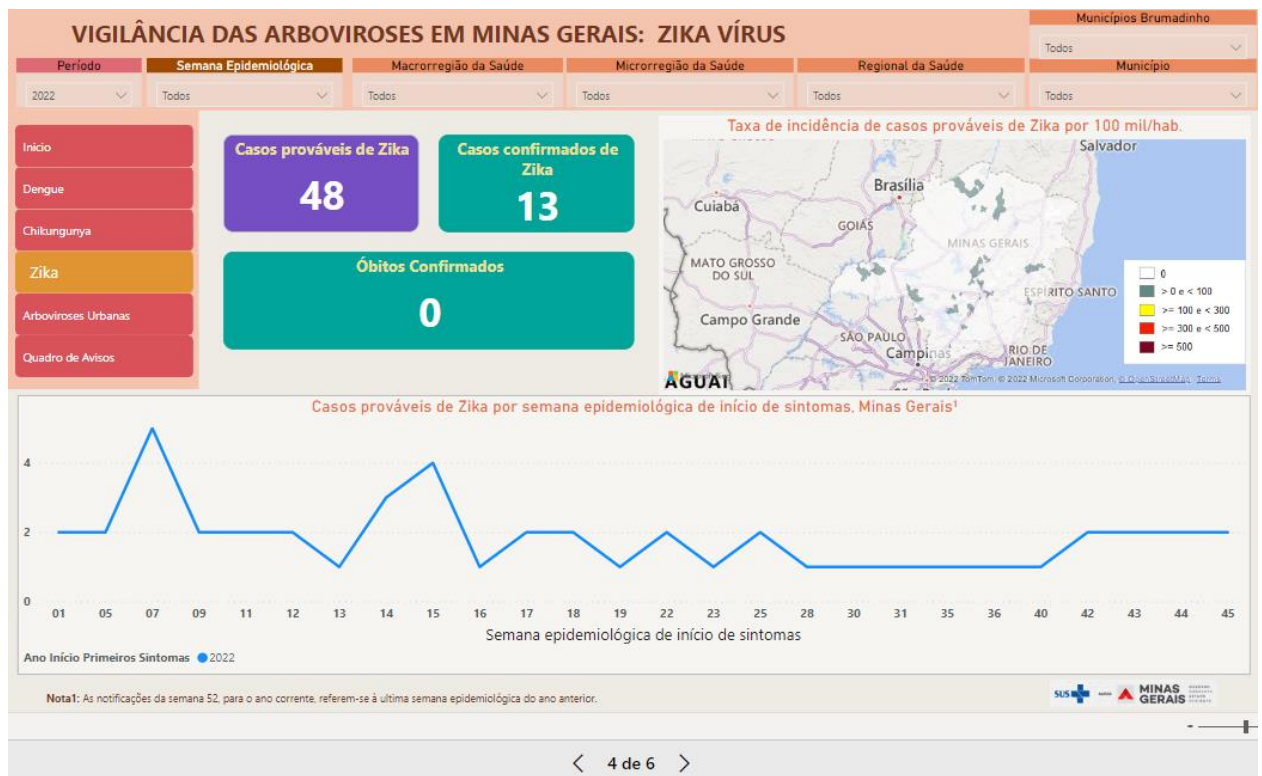 VIGILÂNCIA DAS ARBOVIROSES EM MINAS GERAIS: ZIKA VÍRUS
Municípios Brumadinho
Todos
Período
Semana Epidemiológica
Macrorregião da Saúde
Microrregião da Saúde
Regional da Saúde
Município
2022
Todos
Todos
Todos
Todos
Todos
Inicio
Dengue
Chikungunya
Zika
Arboviroses Urbanas
Quadro de Avisos
Casos prováveis de Zika
48
Casos confirmados de
Zika
13
Óbitos Confirmados
0
Taxa de incidência de casos prováveis de Zika por 100 mil/hab.
Salvador
Brasília
Cuiabá
GOIÁS
MINAS GERAIS
MATO GROSSO
DO SUL
ESPÍRITO SANTO
Campo Grande
SÃO PAULO
Campinas
RIO DE
JANEIRO
AGUAI
0
> 0 e < 100
>= 100 e < 300
>= 300 e < 500
>= 500
© 2022 TomTom, © 2022 Microsoft Corporation, © OpenStreetMap Terms
Casos prováveis de Zika por semana epidemiológica de início de sintomas, Minas Gerais¹
4
2
0
01 05 07 09 11 12 13 14 15 16 17 18 19 22 23 25 28 30 31 35 36 40 42 43 44 45
Semana epidemiológica de início de sintomas
Ano Início Primeiros Sintomas 2022
Nota1: As notificações da semana 52, para o ano corrente, referem-se à ultima semana epidemiológica do ano anterior.
SUS
MINAS
GERAIS
4 de 6